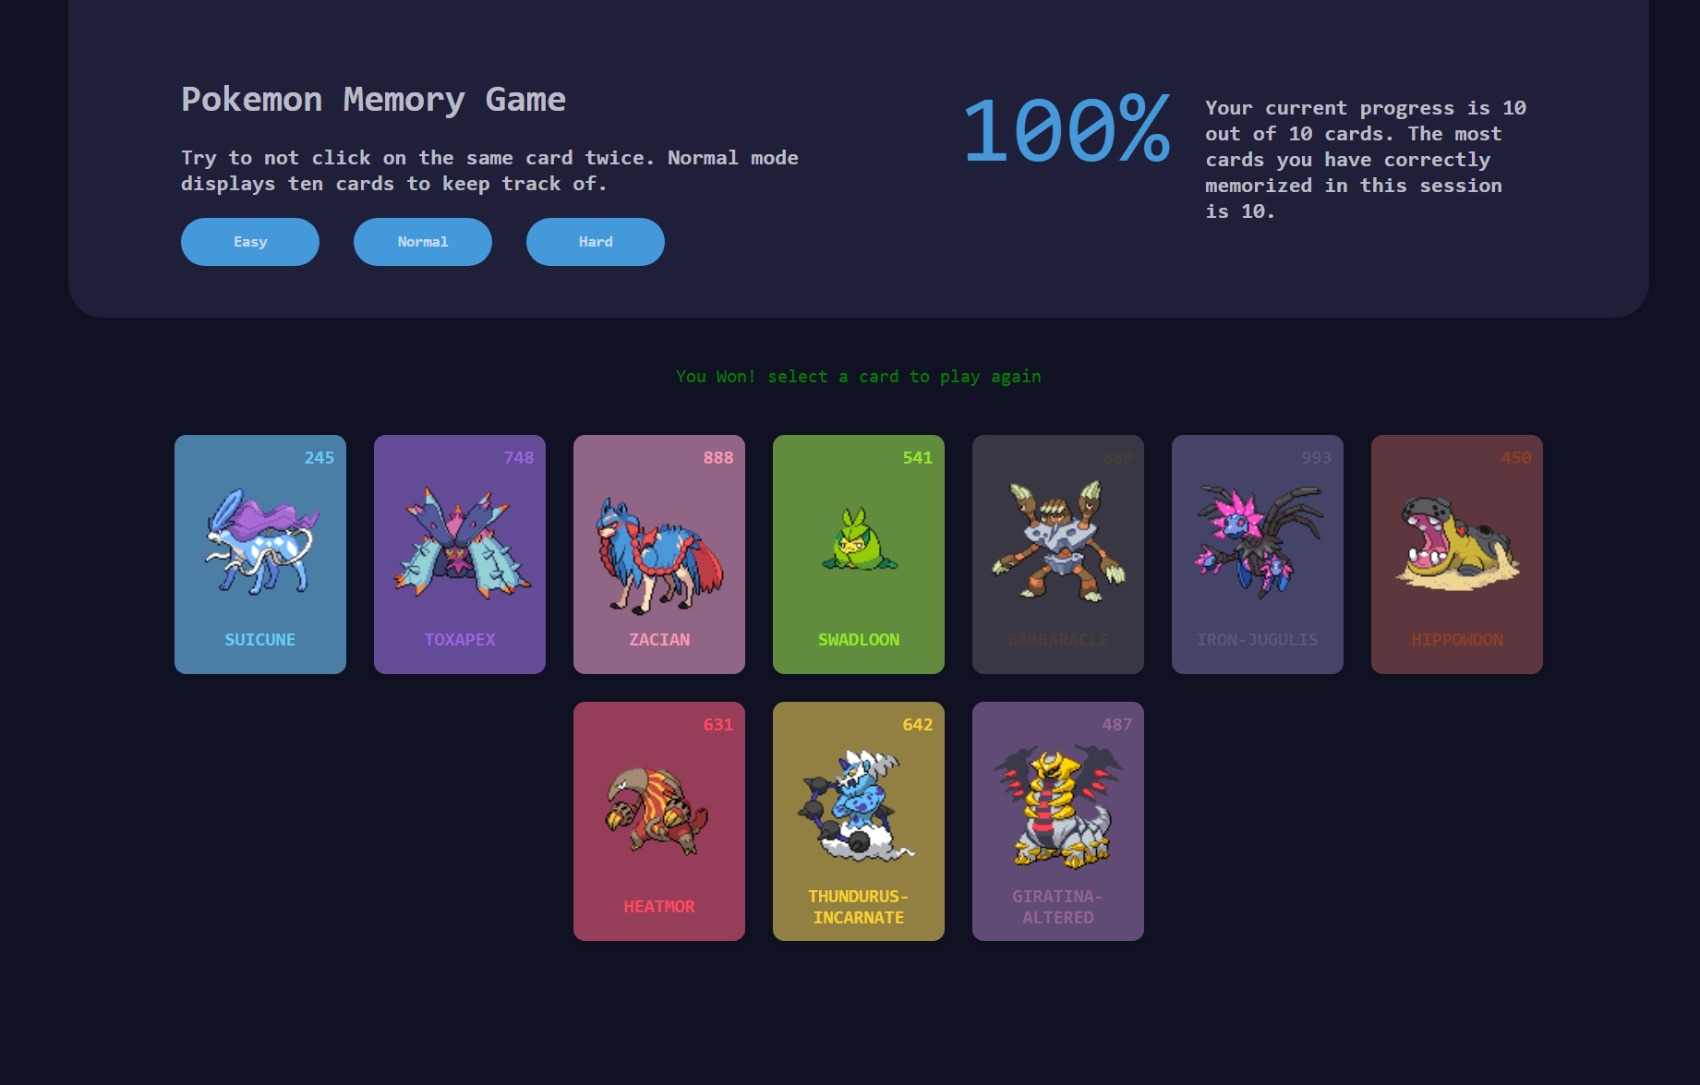 Pokemon Memory Game
Try to not click on the same card twice. Normal mode
displays ten cards to keep track of.
Easy
Normal
Hard
100%
Your current progress is 10
out of 10 cards. The most
cards you have correctly
memorized in this session
is 10.
You Won! select a card to play again
245
SUICUNE
748
TOXAPEX
888
ZACIAN
541
SWADLOON
689
BARBARACLE
993
IRON-JUGULIS
450
HIPPOWDON
631
HEATMOR
642
THUNDURUS-
INCARNATE
487
GIRATINA-
ALTERED